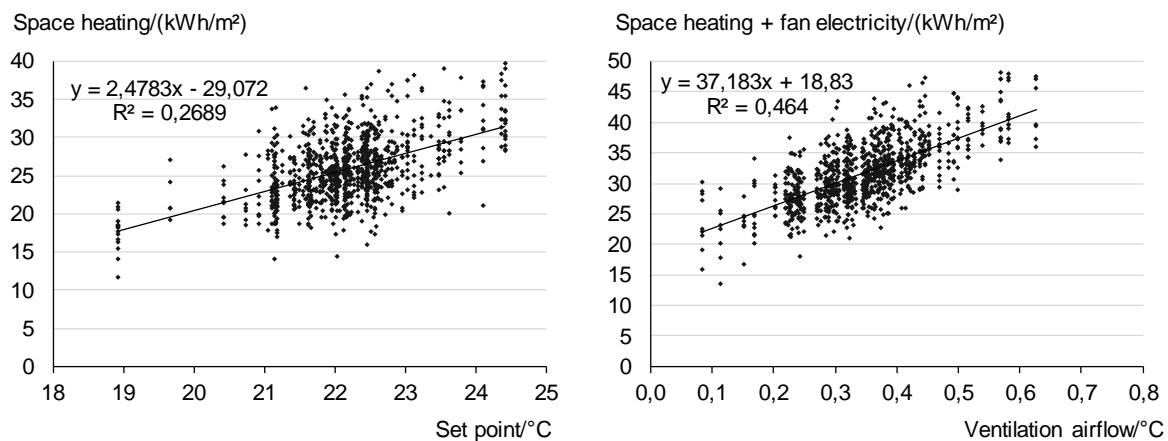 Space heating/(kWh/m²)
40
35
30
25
20
15
10
5
0
y = 2,4783x - 29,072
R² = 0,2689
18 19 20 21 22 23 24 25
Set point/°C
Space heating + fan electricity/(kWh/m²)
50
45
40
35
30
25
20
15
10
5
0
y = 37,183x + 18,83
R² = 0,464
0,0 0,1 0,2 0,3 0,4 0,5 0,6 0,7 0,8
Ventilation airflow/°C